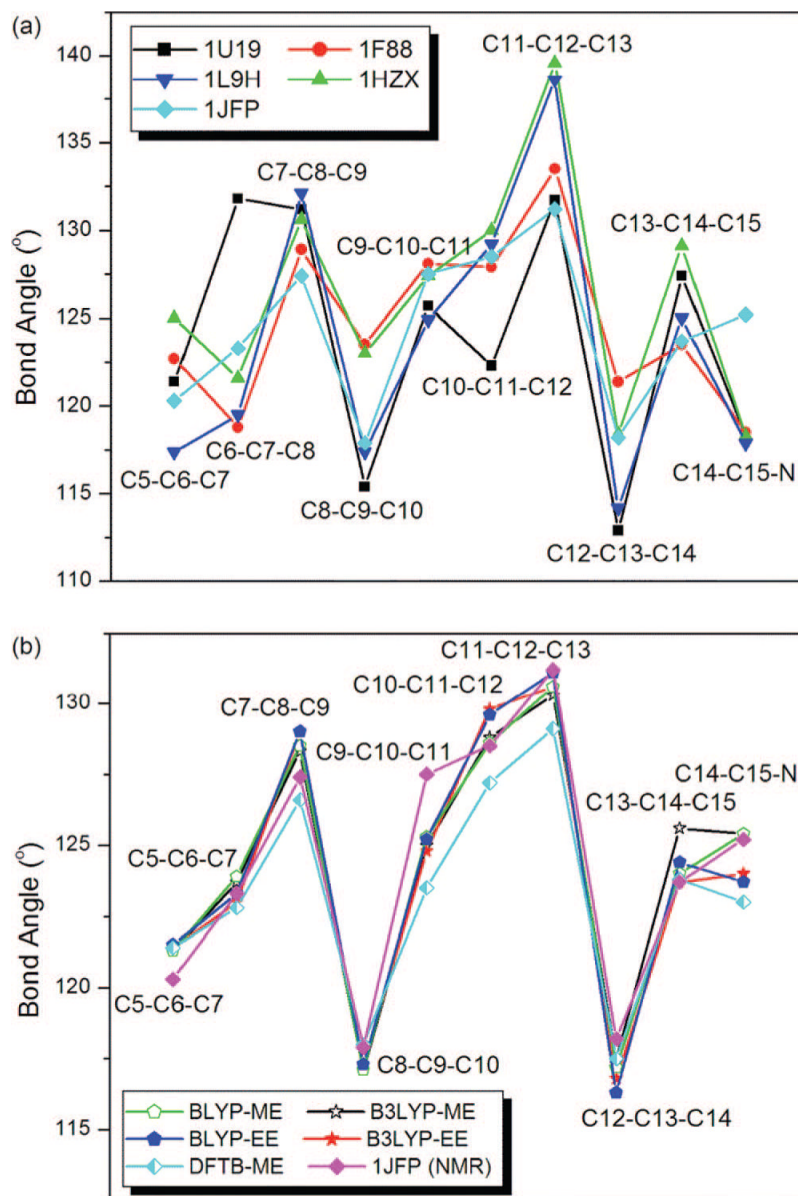 (a)
Bond Angle (°)
140
135
130
125
120
115
110
1U19 1F88
1L9H 1HZX
1JFP
C11-C12-C13
C7-C8-C9
C9-C10-C11
C13-C14-C15
C10-C11-C12
C6-C7-C8
C5-C6-C7
C14-C15-N
C8-C9-C10
C12-C13-C14
(b)
Bond Angle (°)
130
125
120
115
C11-C12-C13
C10-C11-C12
C7-C8-C9
C9-C10-C11
C14-C15-N
C13-C14-C15
C5-C6-C7
C5-C6-C7
C8-C9-C10
C12-C13-C14
BLYP-ME B3LYP-ME
BLYP-EE B3LYP-EE
DFTB-ME 1JFP (NMR)